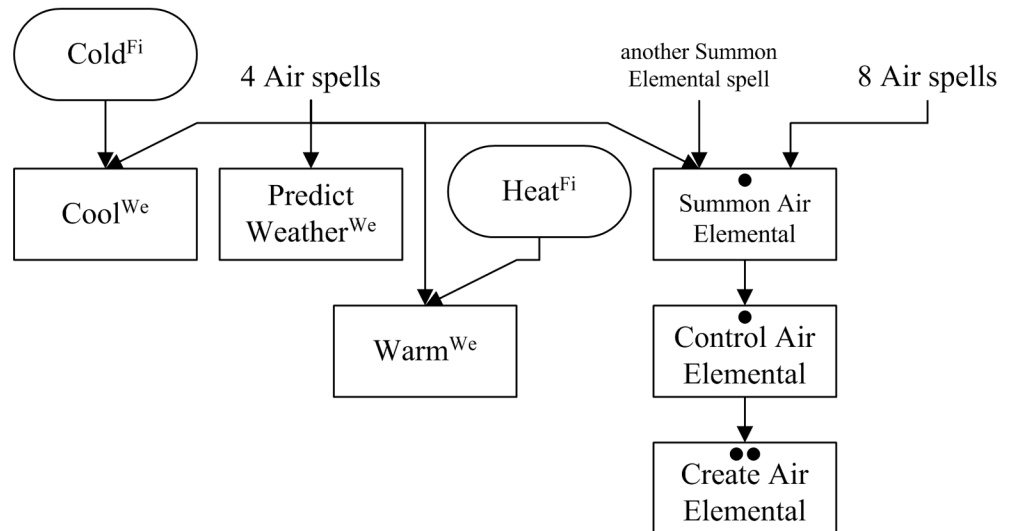 Cold^Fi
4 Air spells
another Summon
Elemental spell
8 Air spells
Cool^We
Predict
Weather^We
Heat^Fi
Summon Air
Elemental
Warm^We
Control Air
Elemental
Create Air
Elemental